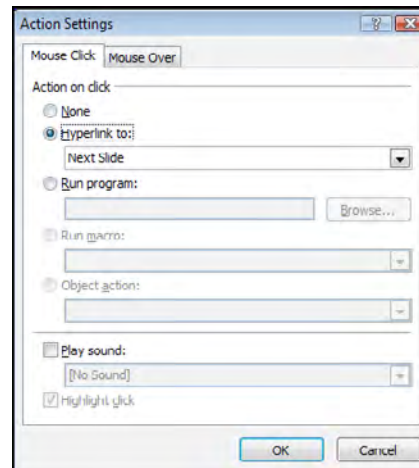 Action Settings
Mouse Click Mouse Over
Action on click
None
Hyperlink to:
Next Slide
Run program:
Browse...
Run macro:
Object action:
Play sound:
[No Sound]
Highlight click
OK Cancel